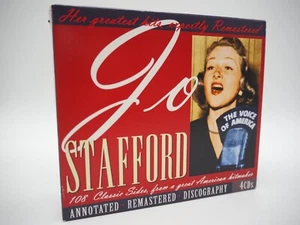 Her greatest hits expertly Remastered
Jo
STAFFORD
THE VOICE
OF
AMERICA
108 Classic Sides, from a great American hitmaker
4CDs
ANNOTATED REMASTERED DISCOGRAPHY